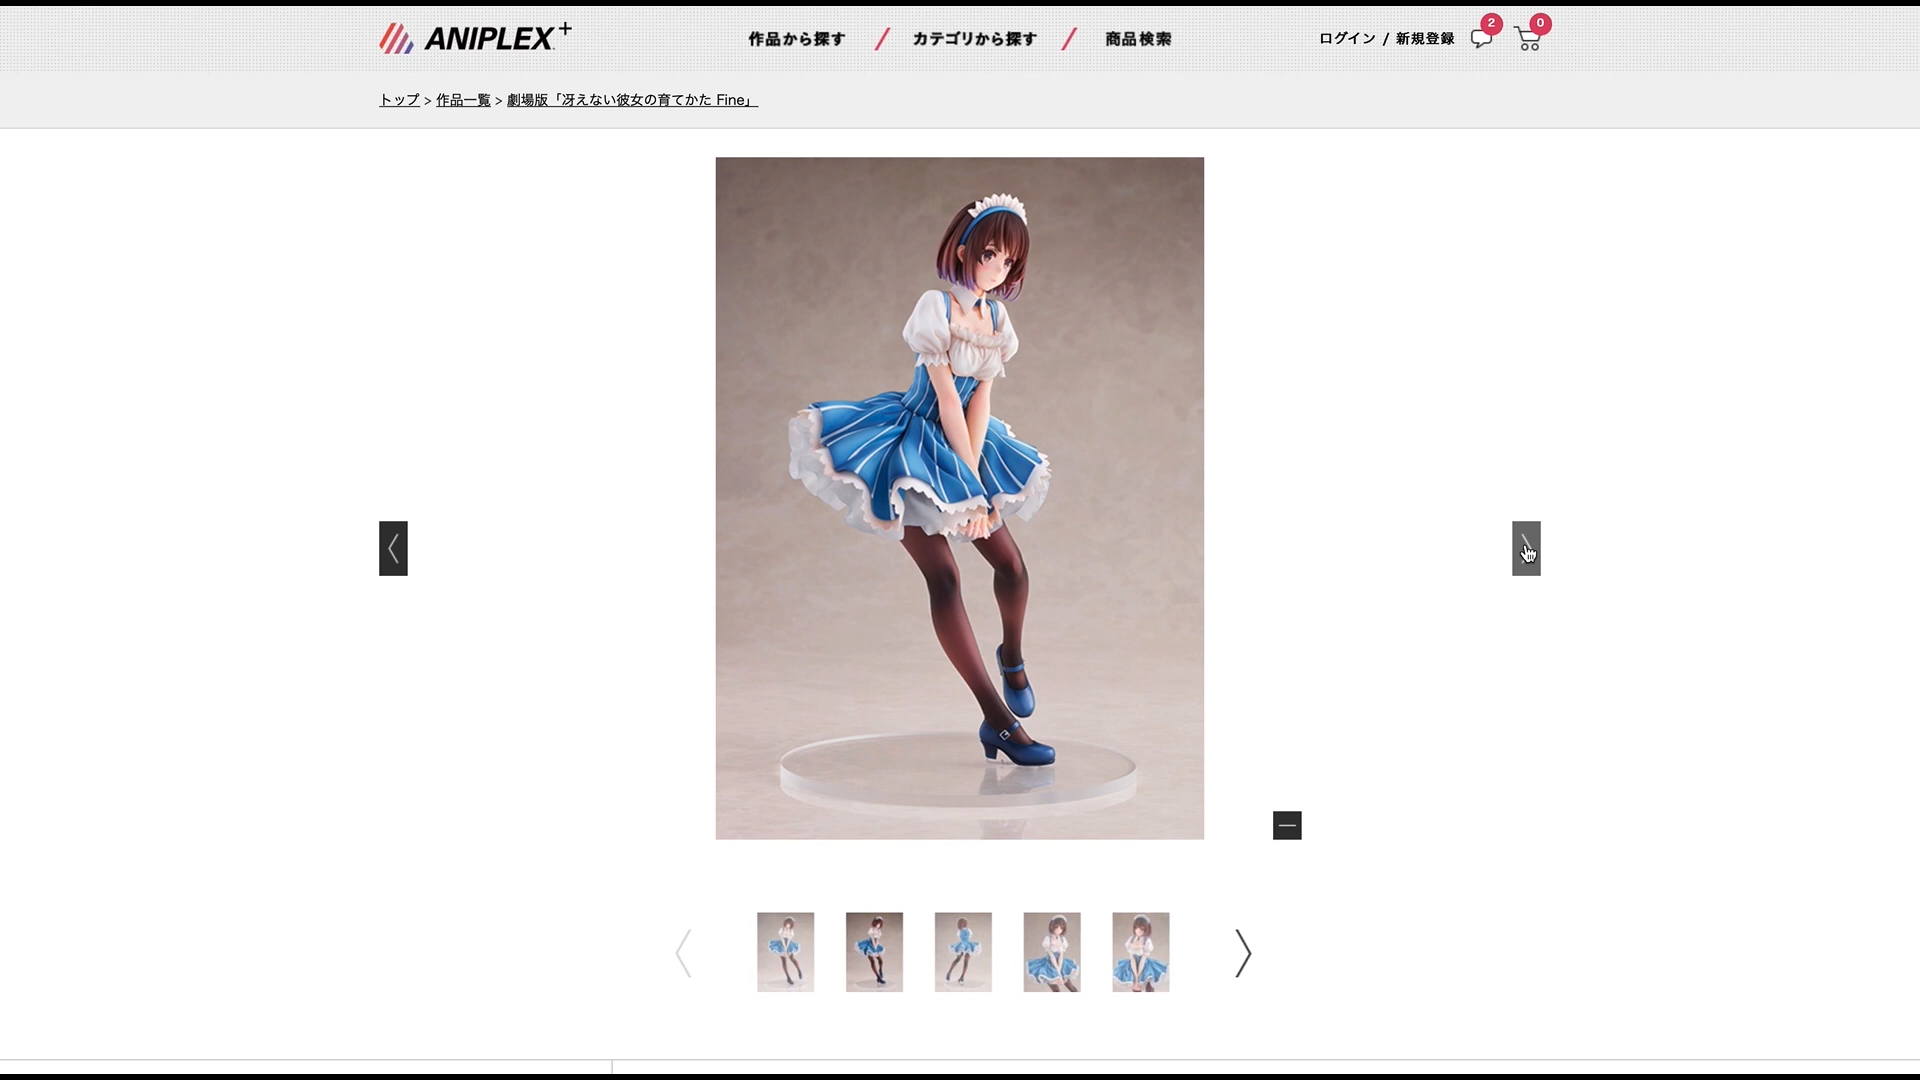 ANIPLEX+
作品から探す / カテゴリから探す / 商品検索
ログイン / 新規登録
2
0
トップ > 作品一覧 > 劇場版「冴えない彼女の育てかた Fine」